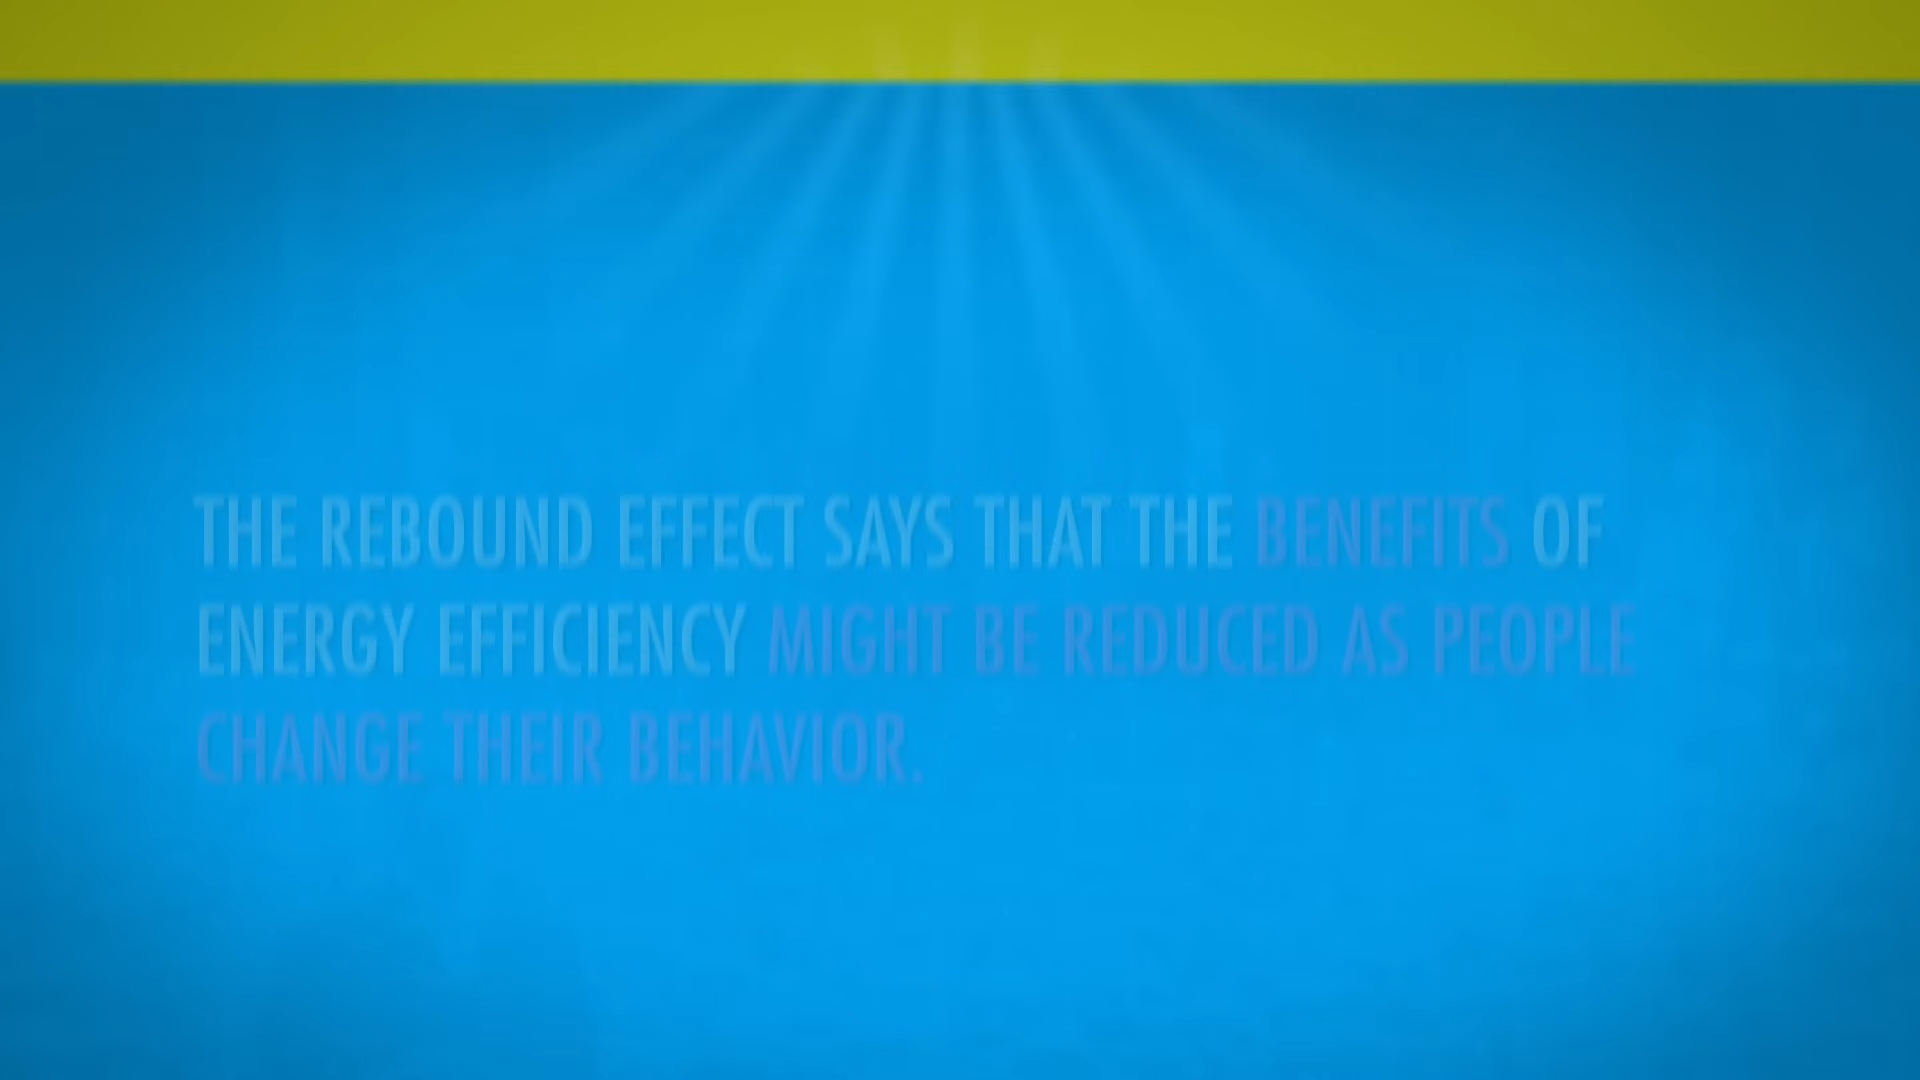 THE REBOUND EFFECT SAYS THAT THE BENEFITS OF
ENERGY EFFICIENCY MIGHT BE REDUCED AS PEOPLE
CHANGE THEIR BEHAVIOR.